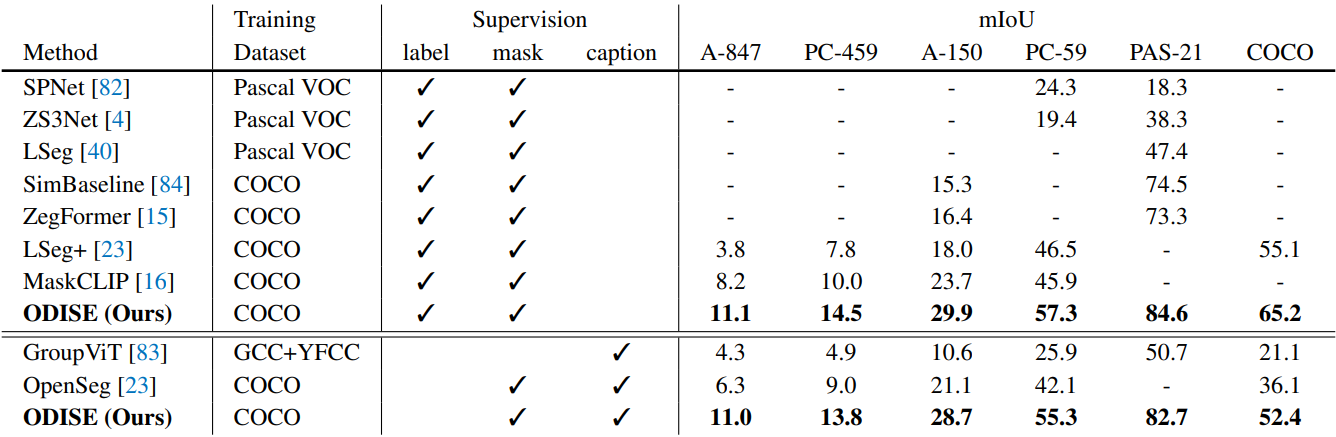 Training Supervision mIoU
Method Dataset label mask caption A-847 PC-459 A-150 PC-59 PAS-21 COCO
SPNet [82] Pascal VOC ✓ ✓ - - - 24.3 18.3 -
ZS3Net [4] Pascal VOC ✓ ✓ - - - 19.4 38.3 -
LSeg [40] Pascal VOC ✓ ✓ - - - - 47.4 -
SimBaseline [84] COCO ✓ ✓ - - 15.3 - 74.5 -
ZegFormer [15] COCO ✓ ✓ - - 16.4 - 73.3 -
LSeg+ [23] COCO ✓ ✓ 3.8 7.8 18.0 46.5 - 55.1
MaskCLIP [16] COCO ✓ ✓ 8.2 10.0 23.7 45.9 - -
ODISE (Ours) COCO ✓ ✓ 11.1 14.5 29.9 57.3 84.6 65.2
GroupViT [83] GCC+YFCC ✓ 4.3 4.9 10.6 25.9 50.7 21.1
OpenSeg [23] COCO ✓ ✓ 6.3 9.0 21.1 42.1 - 36.1
ODISE (Ours) COCO ✓ ✓ 11.0 13.8 28.7 55.3 82.7 52.4